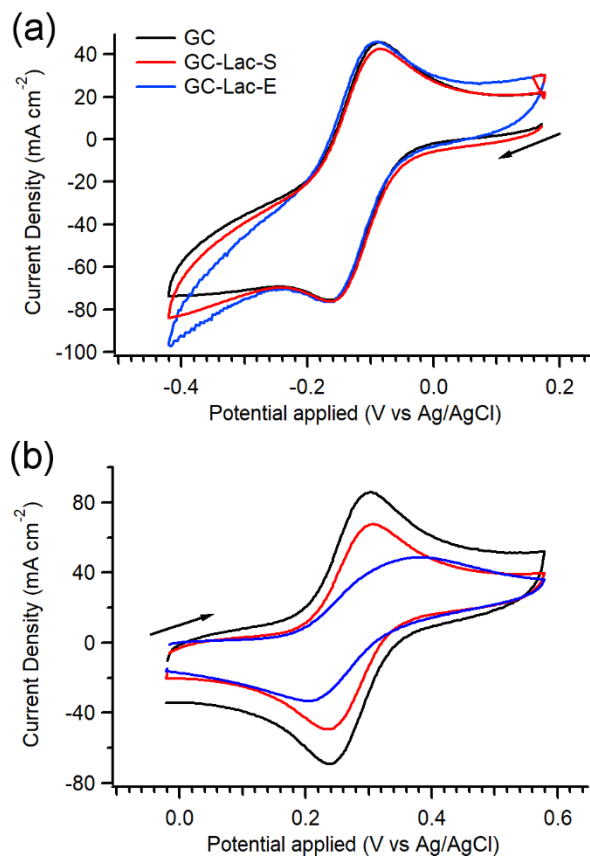 (a)
GC
GC-Lac-S
GC-Lac-E
40
20
0
-20
-40
-60
-80
-100
Current Density (mA cm⁻²)
-0.4 -0.2 0.0 0.2
Potential applied (V vs Ag/AgCl)
(b)
80
40
0
-40
-80
Current Density (mA cm⁻²)
0.0 0.2 0.4 0.6
Potential applied (V vs Ag/AgCl)